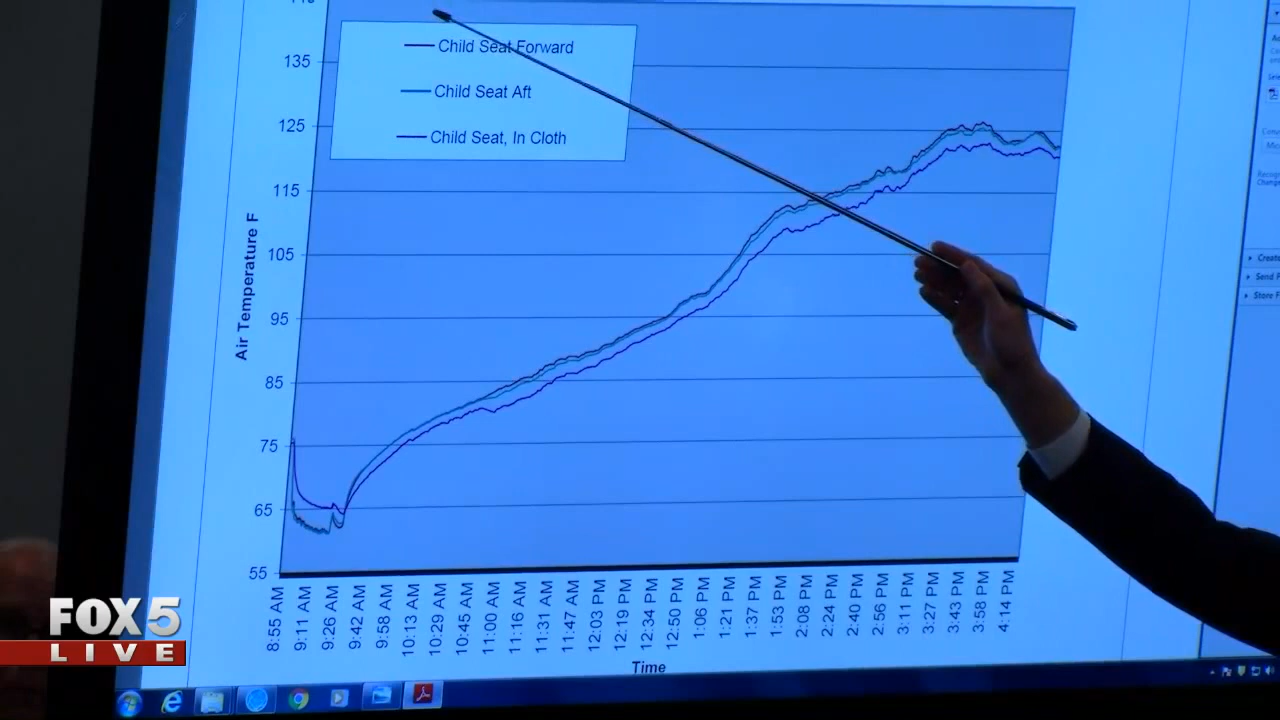 135
125
115
105
95
85
75
65
55
Child Seat Forward
Child Seat Aft
Child Seat, In Cloth
Air Temperature F
8:55 AM
9:11 AM
9:26 AM
9:42 AM
9:58 AM
10:13 AM
10:29 AM
10:45 AM
11:00 AM
11:16 AM
11:31 AM
11:47 AM
12:03 PM
12:19 PM
12:34 PM
12:50 PM
1:06 PM
1:21 PM
1:37 PM
1:53 PM
2:08 PM
2:24 PM
2:40 PM
2:56 PM
3:11 PM
3:27 PM
3:43 PM
3:58 PM
4:14 PM
Time
Send
Store
FOX 5
LIVE